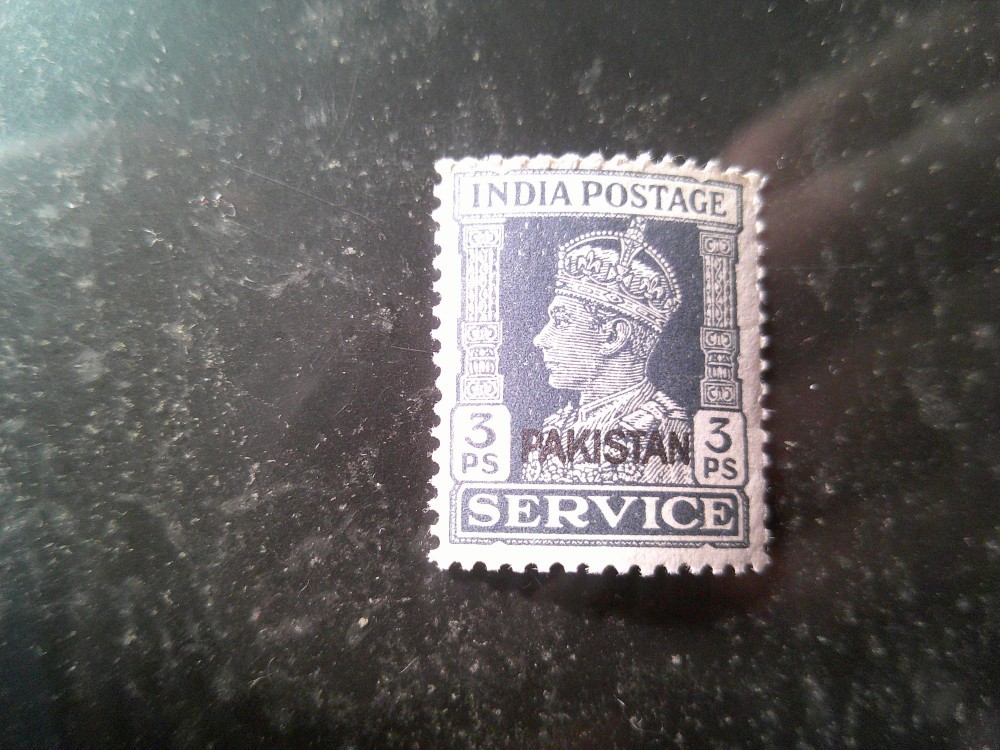 INDIA POSTAGE
3 PS PAKISTAN 3 PS
SERVICE